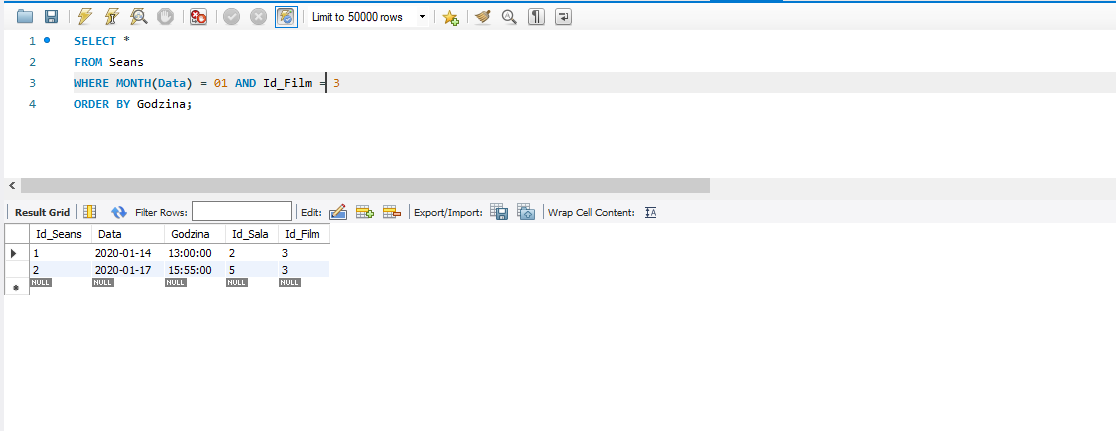 Limit to 50000 rows
1 SELECT *
2 FROM Seans
3 WHERE MONTH(Data) = 01 AND Id_Film = 3
4 ORDER BY Godzina;
Result Grid Filter Rows: Edit: Export/Import: Wrap Cell Content: IA
Id_Seans Data Godzina Id_Sala Id_Film
1 2020-01-14 13:00:00 2 3
2 2020-01-17 15:55:00 5 3
NULL NULL NULL NULL NULL